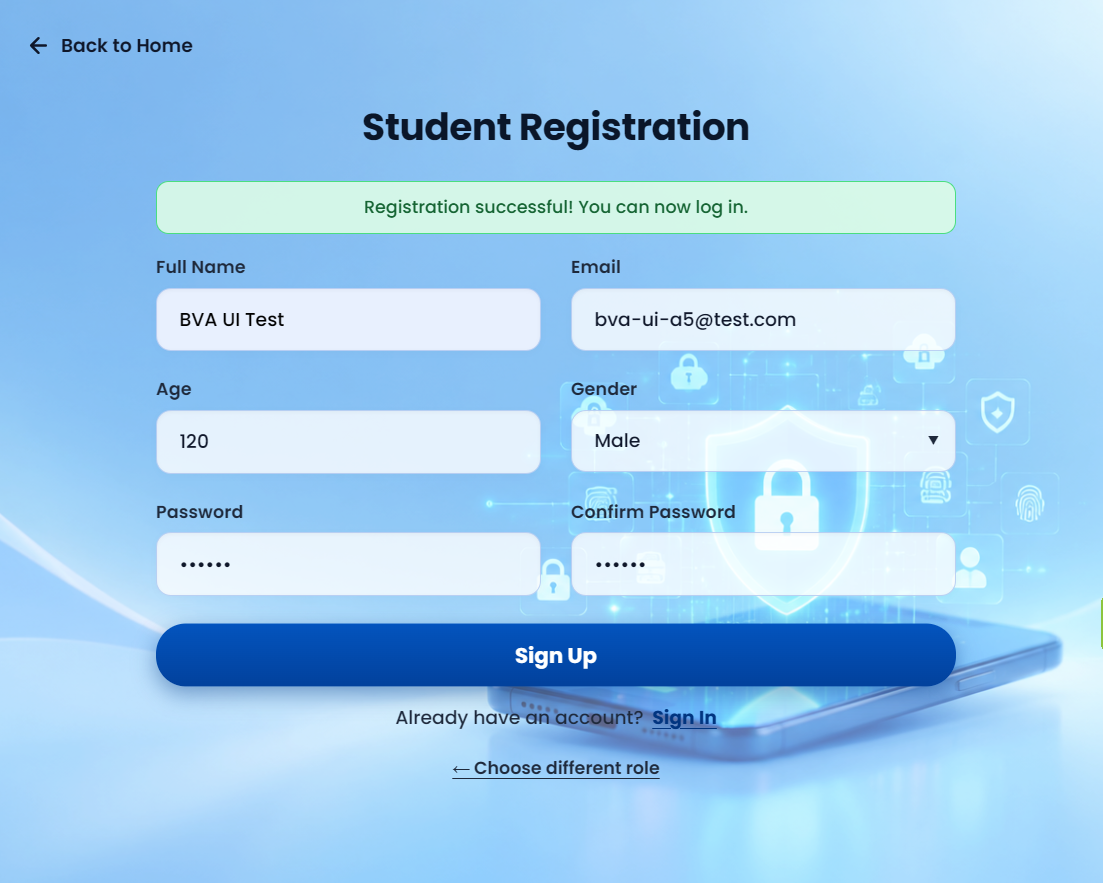 ← Back to Home
Student Registration
Registration successful! You can now log in.
Full Name
Email
BVA UI Test
bva-ui-a5@test.com
Age
Gender
120
Male
Password
Confirm Password
••••••
••••••
Sign Up
Already have an account? Sign In
← Choose different role